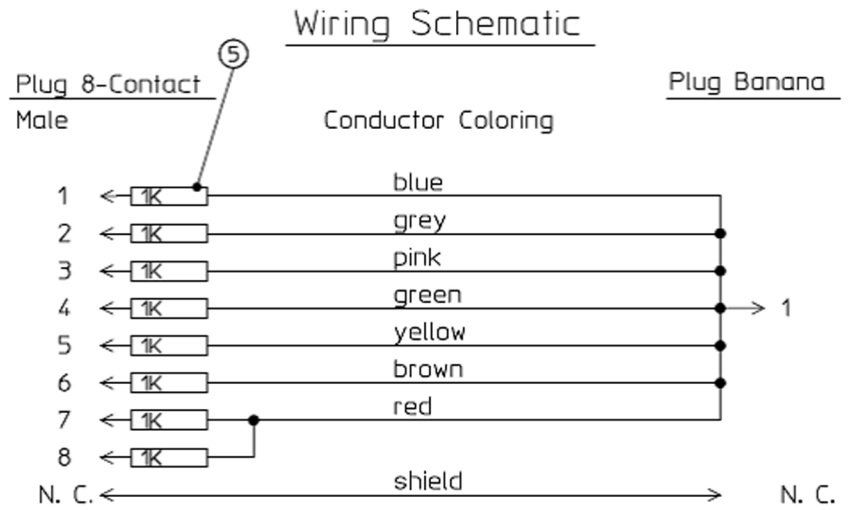 Wiring Schematic
5
Plug 8-Contact
Plug Banana
Male
Conductor Coloring
1 1K blue
2 1K grey
3 1K pink
4 1K green 1
5 1K yellow
6 1K brown
7 1K red
8 1K
N. C. shield N. C.